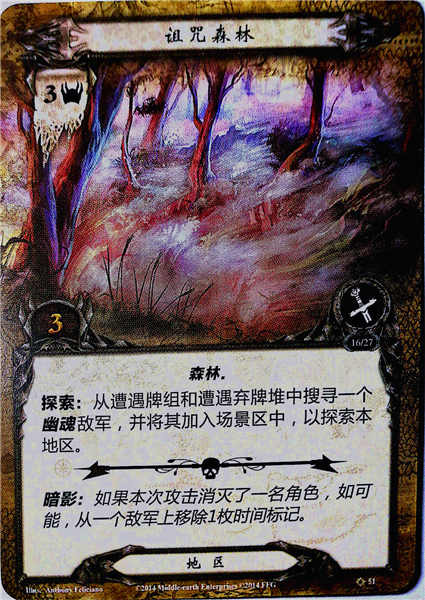 诅咒森林
3
3
16/27
森林.
探索：从遭遇牌组和遭遇弃牌堆中搜寻一个
幽魂敌军，并将其加入场景区中，以探索本
地区。
暗影：如果本次攻击消灭了一名角色，如可
能，从一个敌军上移除1枚时间标记。
地区
Illus. Anthony Feliciano
©2014 Middle-earth Enterprises ©2014 FFG
51